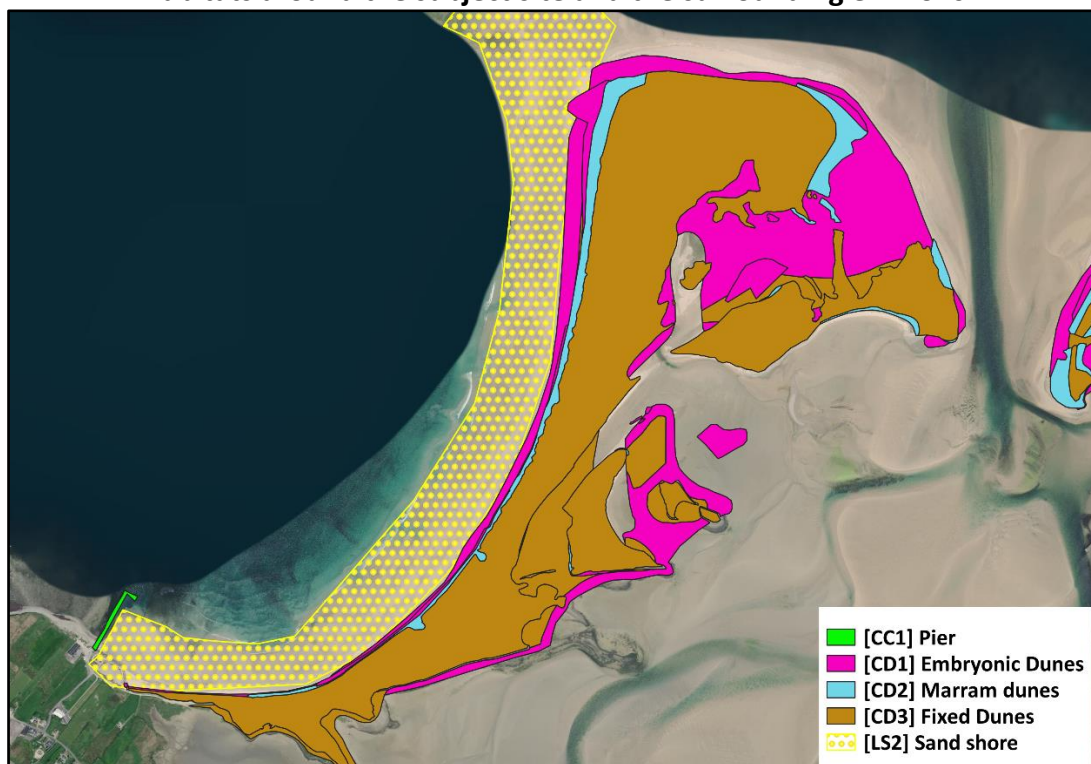 [CC1] Pier
[CD1] Embryonic Dunes
[CD2] Marram dunes
[CD3] Fixed Dunes
[LS2] Sand shore